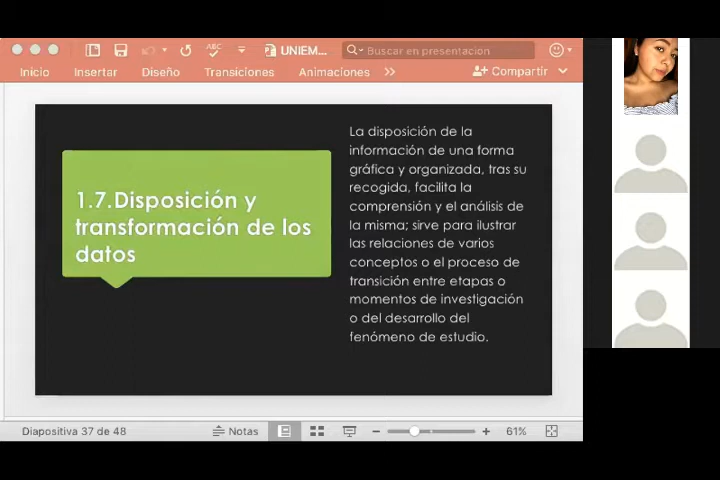 ABC
UNIEM...
Buscar en presentación
Inicio
Insertar
Diseño
Transiciones
Animaciones
Compartir
1.7.Disposición y
transformación de los
datos
La disposición de la
información de una forma
gráfica y organizada, tras su
recogida, facilita la
comprensión y el análisis de
la misma; sirve para ilustrar
las relaciones de varios
conceptos o el proceso de
transición entre etapas o
momentos de investigación
o del desarrollo del
fenómeno de estudio.
Diapositiva 37 de 48
Notas
61%